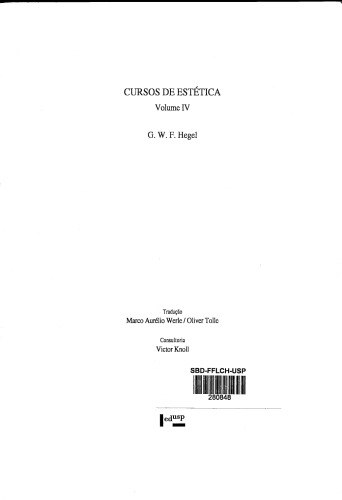 CURSOS DE ESTÉTICA
Volume IV
G. W. F. Hegel
Tradução
Marco Aurélio Werle / Oliver Tolle
Consultoria
Victor Knoll
SBD-FFLCH-USP
280848
edusp